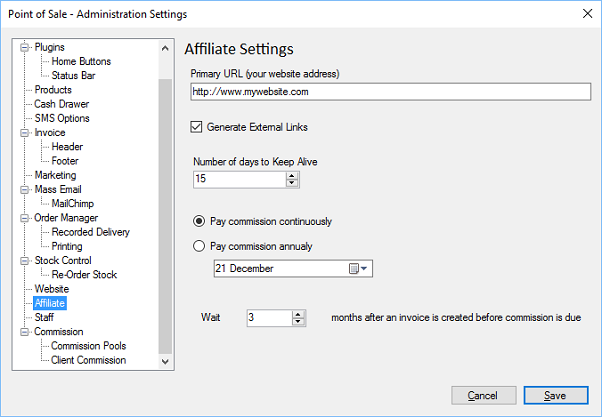 Point of Sale - Administration Settings
Plugins
Home Buttons
Status Bar
Products
Cash Drawer
SMS Options
Invoice
Header
Footer
Marketing
Mass Email
MailChimp
Order Manager
Recorded Delivery
Printing
Stock Control
Re-Order Stock
Website
Affiliate
Staff
Commission
Commission Pools
Client Commission
Affiliate Settings
Primary URL (your website address)
http://www.mywebsite.com
Generate External Links
Number of days to Keep Alive
15
Pay commission continuously
Pay commission annualy
21 December
Wait 3 months after an invoice is created before commission is due
Cancel Save